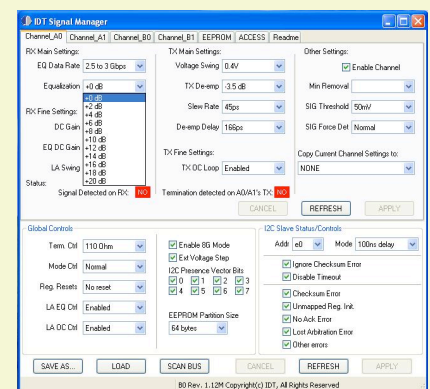 IDT Signal Manager
Channel_A0 Channel_A1 Channel_B0 Channel_B1 EEPROM ACCESS Readme
RX Main Settings: TX Main Settings: Other Settings:
EQ Data Rate 2.5 to 3 Gbps Voltage Swing 0.4V Enable Channel
Equalization +0 dB TX De-emp -3.5 dB Min Removal
+0 dB
+2 dB
+4 dB
+6 dB
+8 dB
+10 dB
+12 dB
+14 dB
+16 dB
+18 dB
+20 dB
Slew Rate 45ps SIG Threshold 50mV
RX Fine Settings:
DC Gain De-emp Delay 166ps SIG Force Det Normal
EQ DC Gain TX Fine Settings: Copy Current Channel Settings to:
LA Swing TX OC Loop Enabled NONE
Status:
Signal Detected on RX: NO Termination detected on A0/A1's TX: NO
CANCEL REFRESH APPLY
Global Controls I2C Slave Status/Controls
Term. Ctrl 110 Ohm Enable 8G Mode Addr e0 Mode 100ns delay
Ext Voltage Step
Mode Ctrl Normal I2C Presence Vector Bits Ignore Checksum Error
0 1 2 3 Disable Timeout
Reg. Resets No reset 4 5 6 7
Checksum Error
LA EQ Ctrl Enabled EEPROM Partition Size Unmapped Reg. Init.
64 bytes No Ack Error
LA OC Ctrl Enabled Lost Arbitration Error
Other errors
SAVE AS... LOAD SCAN BUS CANCEL REFRESH APPLY
B0 Rev. 1.12M Copyright(c) IDT, All Rights Reserved